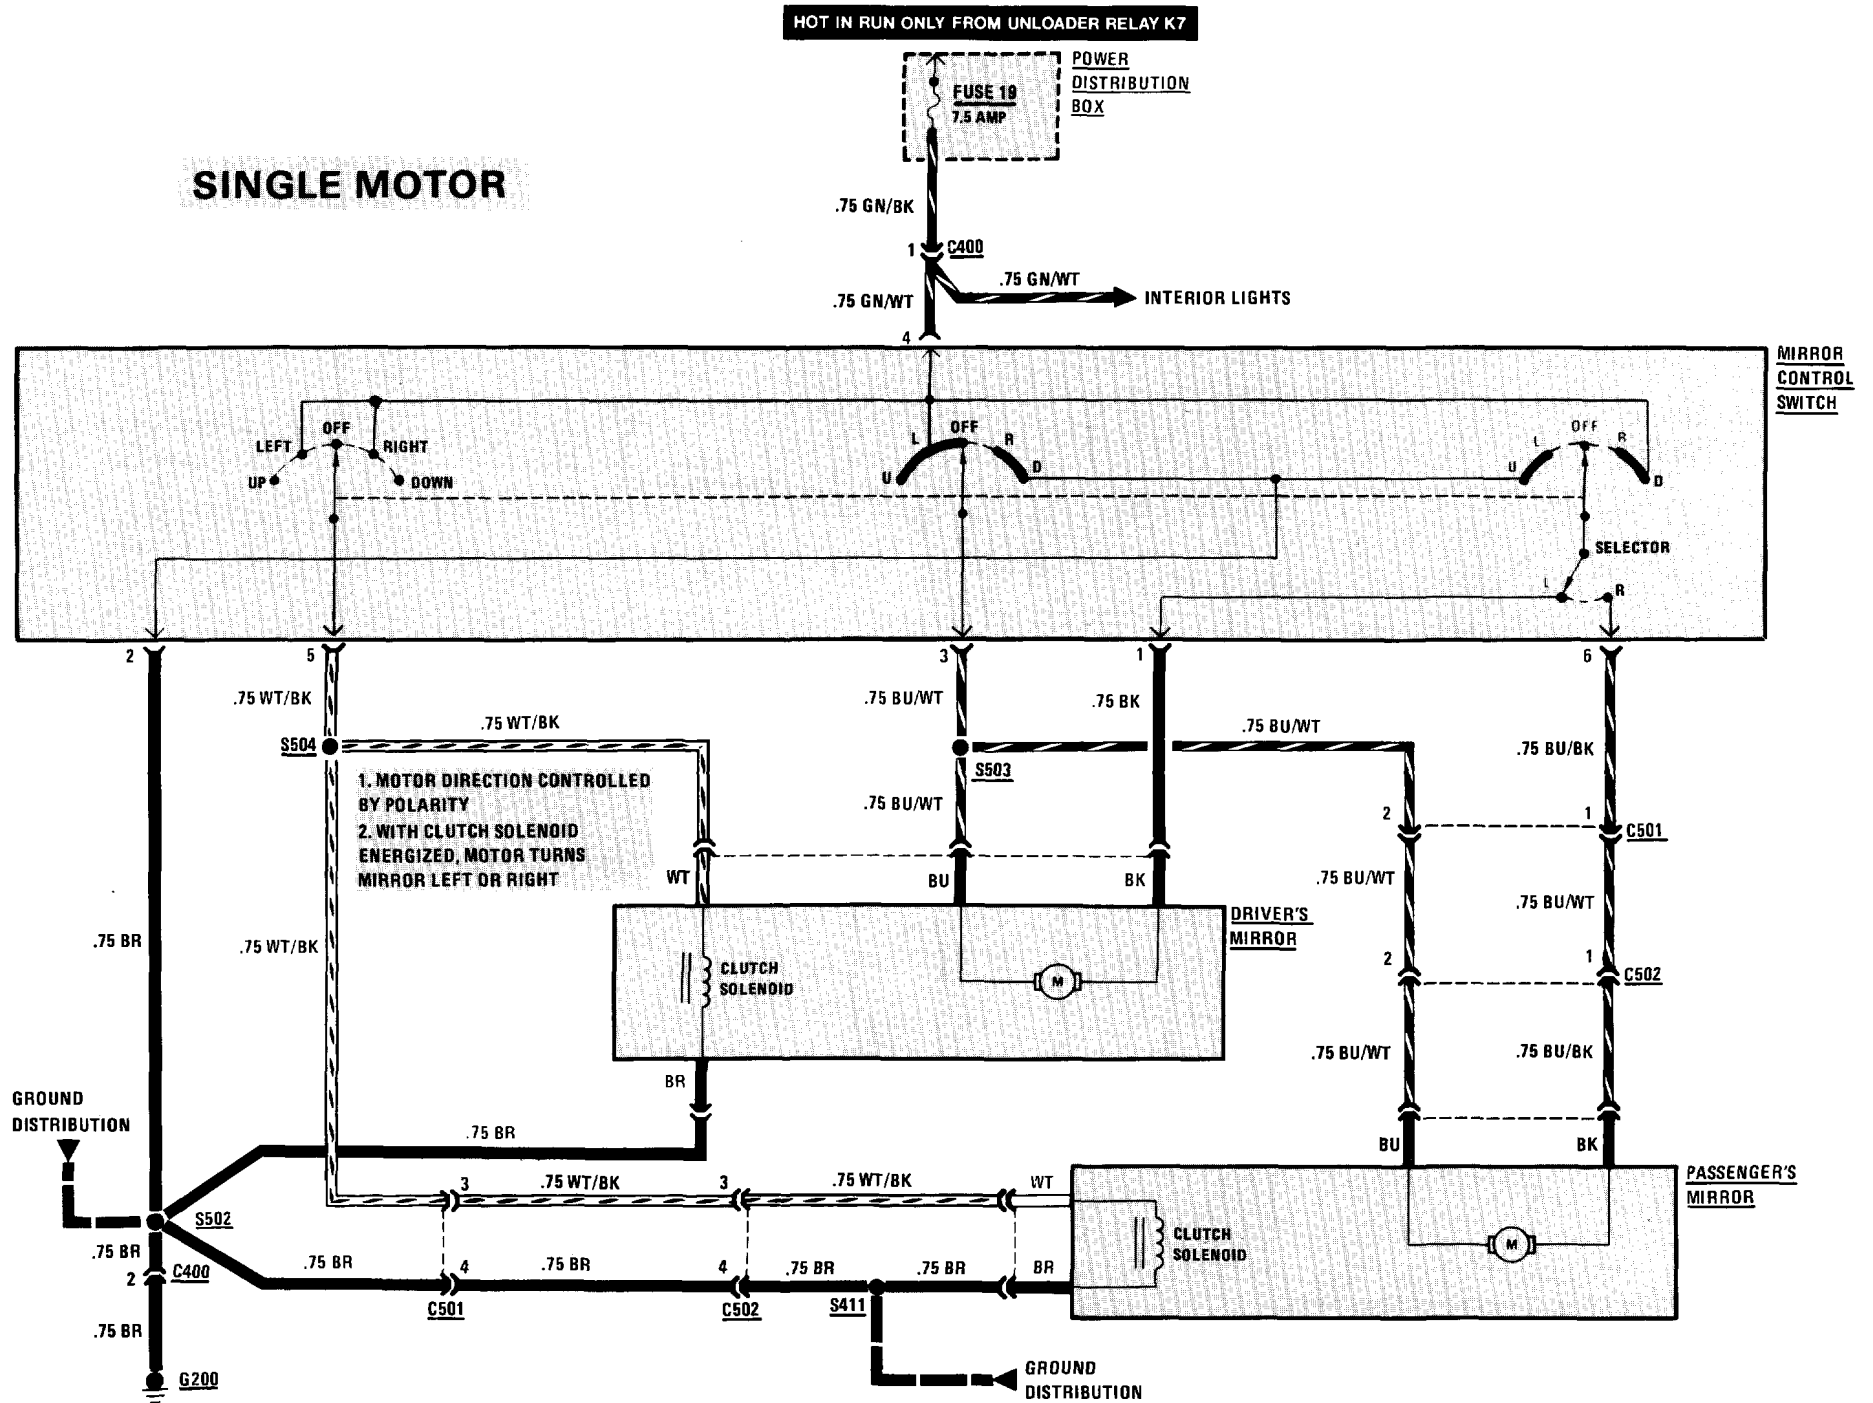 HOT IN RUN ONLY FROM UNLOADER RELAY K7
POWER
DISTRIBUTION
BOX
FUSE 19
7.5 AMP
SINGLE MOTOR
.75 GN/BK
1
C400
.75 GN/WT
.75 GN/WT
INTERIOR LIGHTS
4
MIRROR
CONTROL
SWITCH
LEFT
OFF
RIGHT
UP
DOWN
L
OFF
R
U
D
L
OFF
R
U
D
SELECTOR
L
R
2
5
3
1
6
.75 WT/BK
.75 WT/BK
.75 BU/WT
.75 BK
.75 BU/WT
.75 BU/BK
S504
S503
1. MOTOR DIRECTION CONTROLLED
BY POLARITY
2. WITH CLUTCH SOLENOID
ENERGIZED, MOTOR TURNS
MIRROR LEFT OR RIGHT
.75 BU/WT
2
1
C501
WT
BU
BK
.75 BU/WT
.75 BU/WT
DRIVER'S
MIRROR
.75 BR
.75 WT/BK
CLUTCH
SOLENOID
M
2
1
C502
.75 BU/WT
.75 BU/BK
BR
GROUND
DISTRIBUTION
.75 BR
BU
BK
PASSENGER'S
MIRROR
3
.75 WT/BK
3
.75 WT/BK
WT
S502
.75 BR
2
C400
.75 BR
4
.75 BR
4
.75 BR
.75 BR
BR
CLUTCH
SOLENOID
M
C501
C502
S411
.75 BR
G200
GROUND
DISTRIBUTION